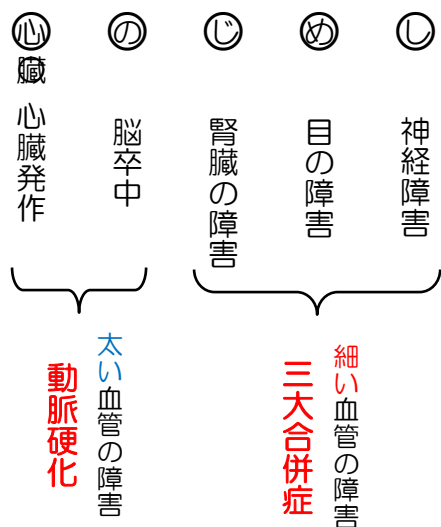 し
神経障害
め
目の障害
じ
腎臓の障害
の
脳卒中
心臓
心臓発作
細い血管の障害
三大合併症
太い血管の障害
動脈硬化